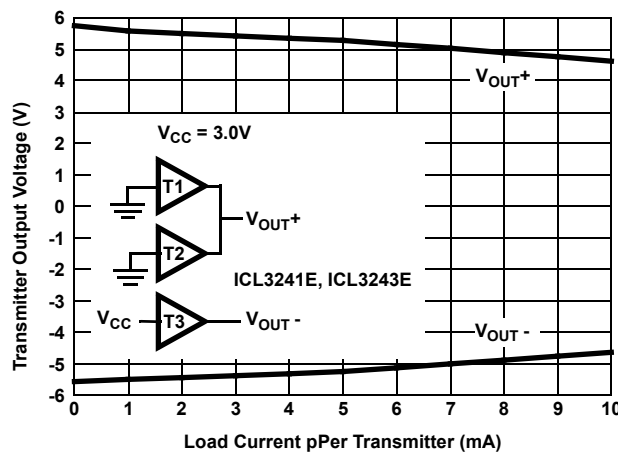 6
5
4
3
2
1
0
-1
-2
-3
-4
-5
-6
Transmitter Output Voltage (V)
VOUT+
VCC = 3.0V
T1
VOUT+
T2
ICL3241E, ICL3243E
VCC
T3
VOUT -
VOUT -
0 1 2 3 4 5 6 7 8 9 10
Load Current pPer Transmitter (mA)